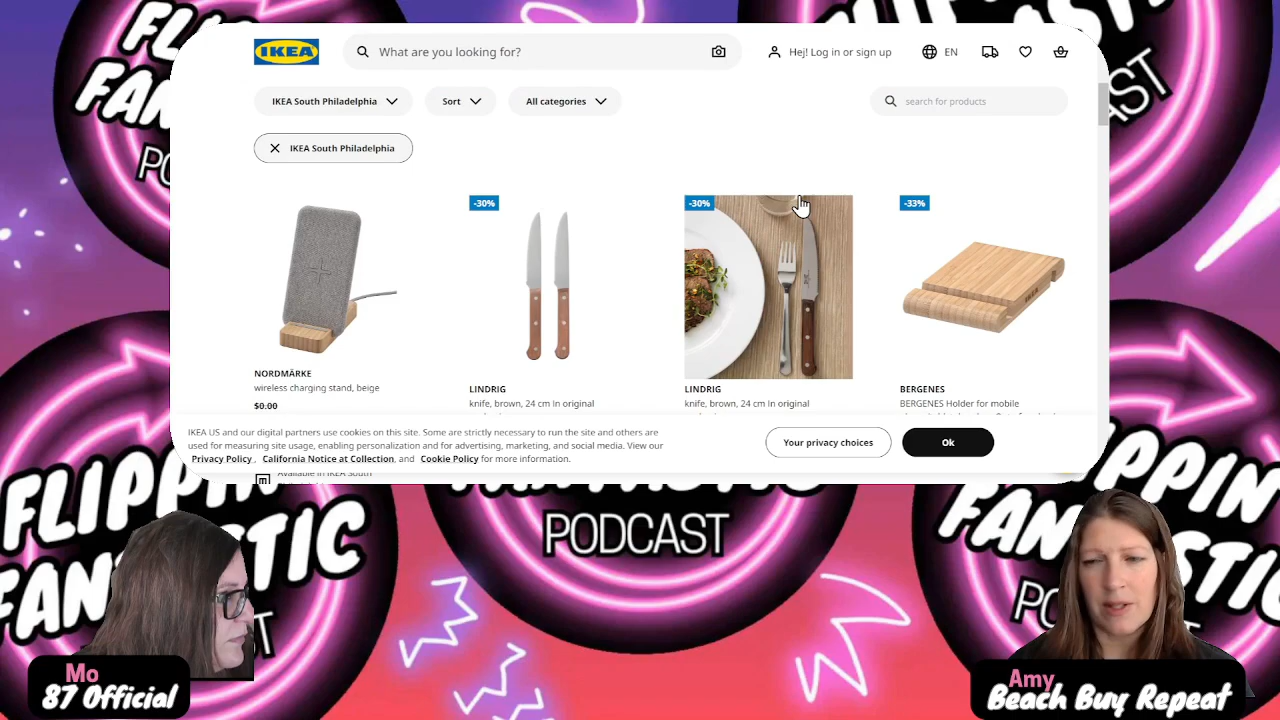 IKEA
What are you looking for?
Hej! Log in or sign up
EN
IKEA South Philadelphia
Sort
All categories
search for products
IKEA South Philadelphia
-30%
-30%
-33%
NORDMÄRKE
wireless charging stand, beige
$0.00
LINDRIG
knife, brown, 24 cm In original
LINDRIG
knife, brown, 24 cm In original
BERGENES
BERGENES Holder for mobile
IKEA US and our digital partners use cookies on this site. Some are strictly necessary to run the site and others are
used for measuring site usage, enabling personalization and for advertising, marketing, and social media. View our
Privacy Policy, California Notice at Collection, and Cookie Policy for more information.
Your privacy choices
Ok
PODCAST
FLIPPIN
FANTASTIC
Mo
87 Official
Amy
Beach Buy Repeat